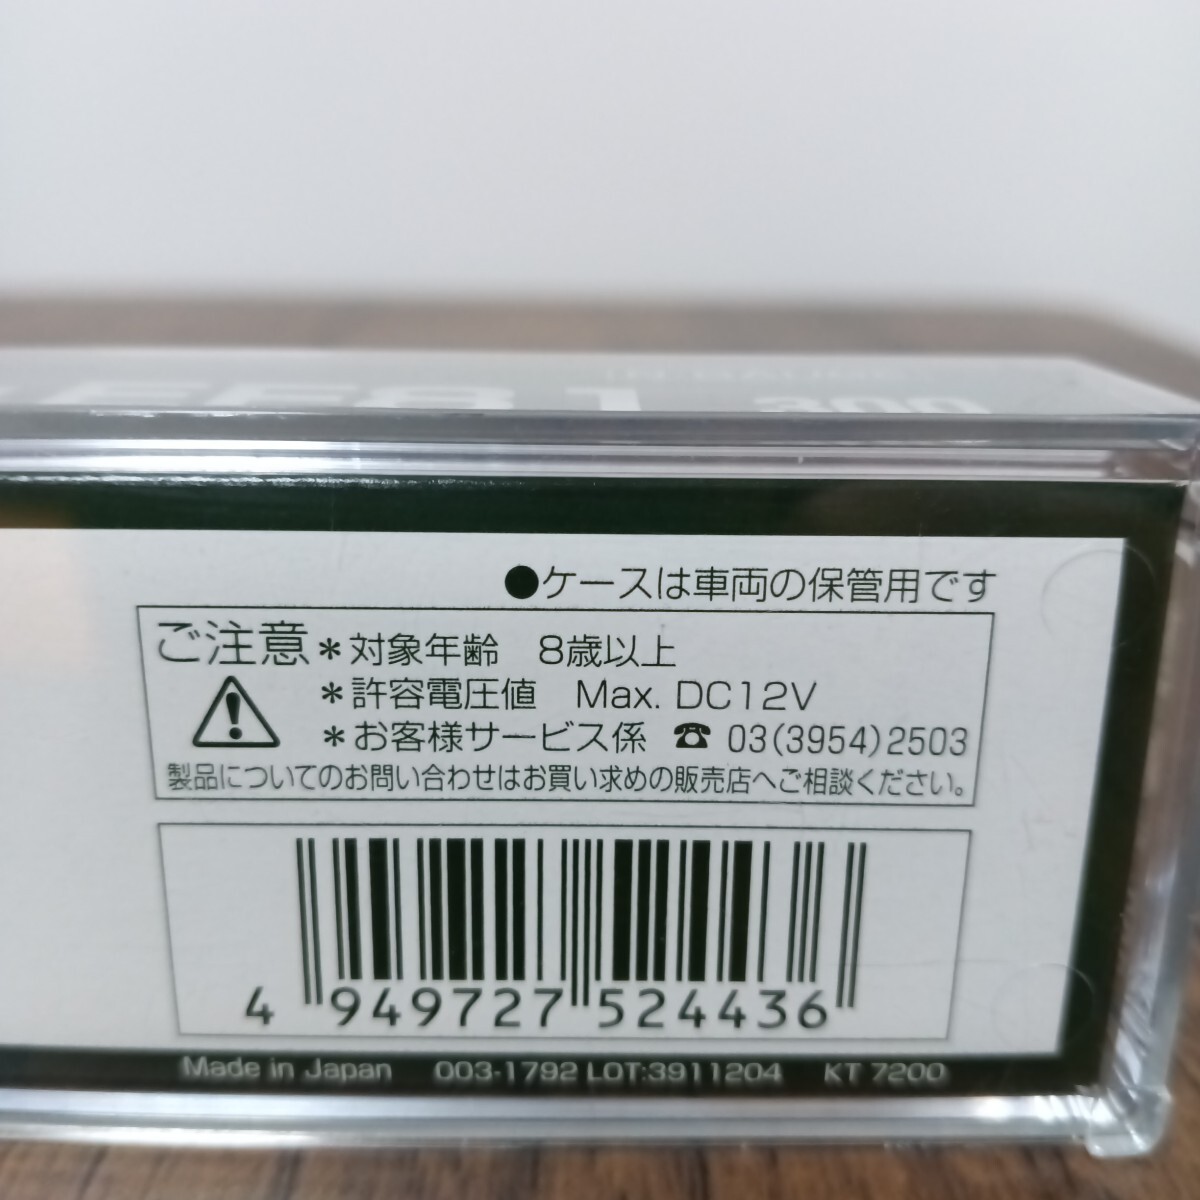 EF81 300
●ケースは車両の保管用です
ご注意 *対象年齢 8歳以上
*許容電圧値 Max. DC12V
*お客様サービス係 ☎ 03(3954)2503
製品についてのお問い合わせはお買い求めの販売店へご相談ください。
4 949727 524436
Made in Japan 003-1792 LOT:3911204 KT 7200